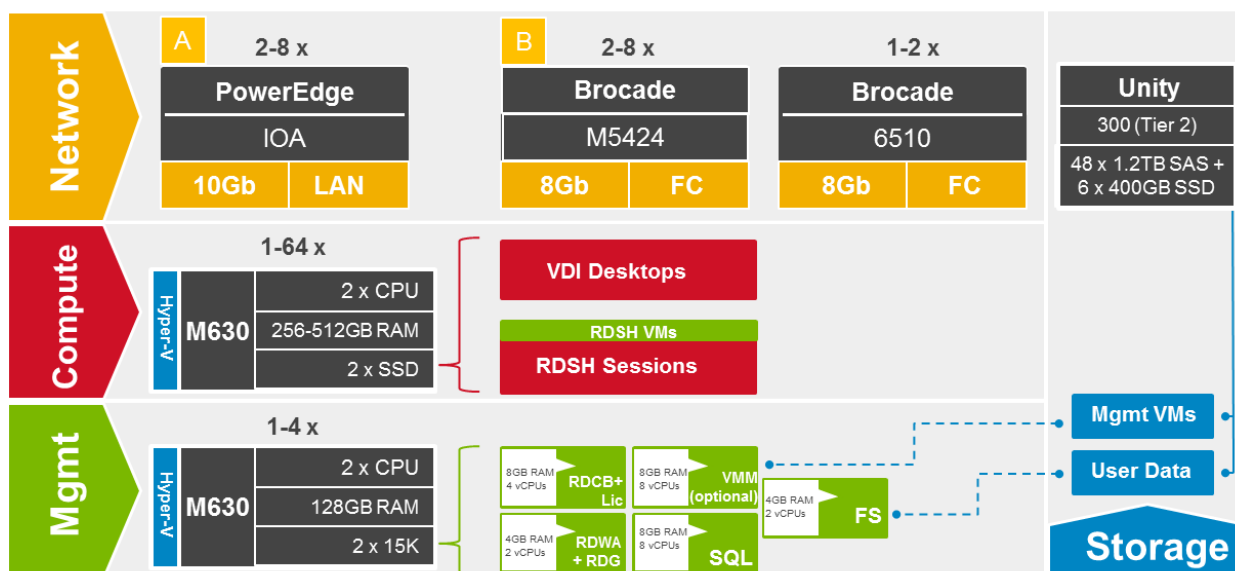 Network
A
2-8 x
PowerEdge
IOA
10Gb
LAN
B
2-8 x
Brocade
M5424
8Gb
FC
1-2 x
Brocade
6510
8Gb
FC
Unity
300 (Tier 2)
48 x 1.2TB SAS +
6 x 400GB SSD
Compute
1-64 x
Hyper-V
M630
2 x CPU
256-512GB RAM
2 x SSD
VDI Desktops
RDSH VMs
RDSH Sessions
Mgmt
1-4 x
Hyper-V
M630
2 x CPU
128GB RAM
2 x 15K
8GB RAM
4 vCPUs
RDCB+
Lic
8GB RAM
8 vCPUs
VMM
(optional)
4GB RAM
2 vCPUs
FS
4GB RAM
2 vCPUs
RDWA
+ RDG
8GB RAM
8 vCPUs
SQL
Mgmt VMs
User Data
Storage